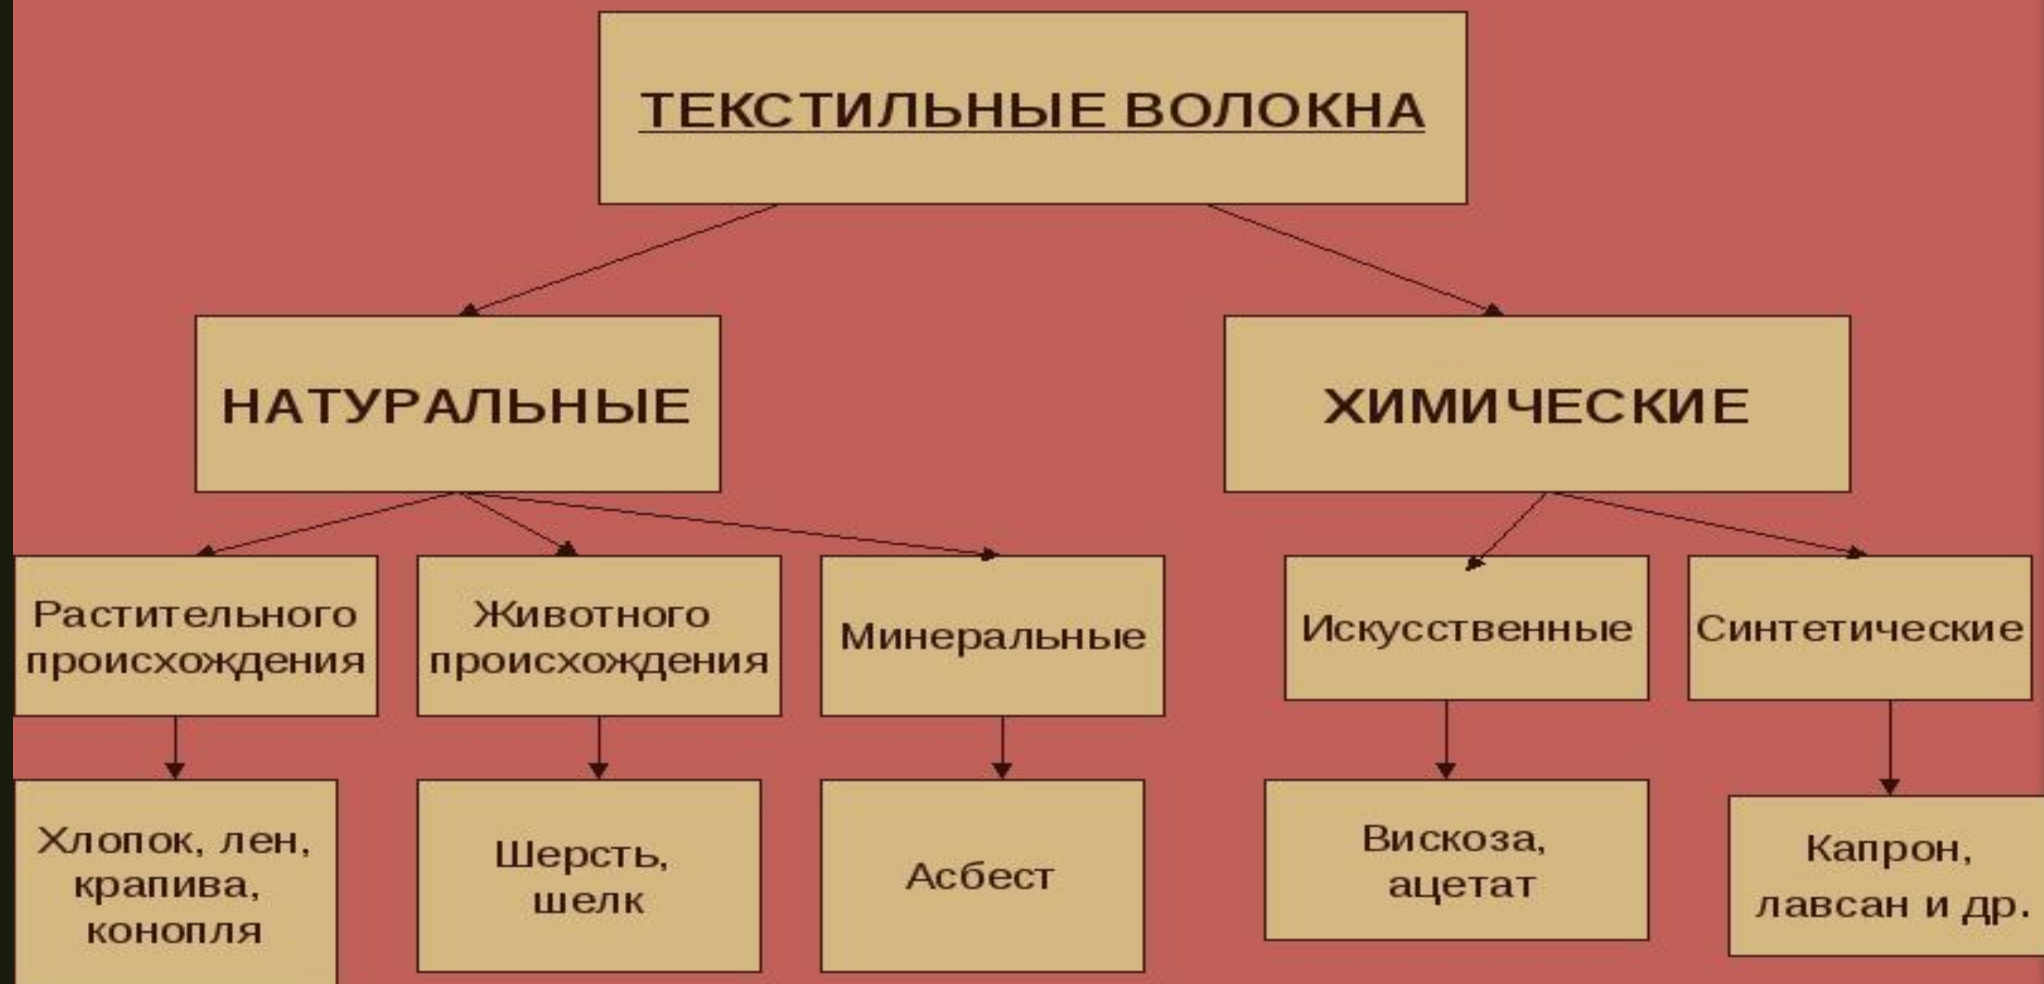 ТЕКСТИЛЬНЫЕ ВОЛОКНА
НАТУРАЛЬНЫЕ
ХИМИЧЕСКИЕ
Растительного
происхождения
Животного
происхождения
Минеральные
Искусственные
Синтетические
Хлопок, лен,
крапива,
конопля
Шерсть,
шелк
Асбест
Вискоза,
ацетат
Капрон,
лавсан и др.